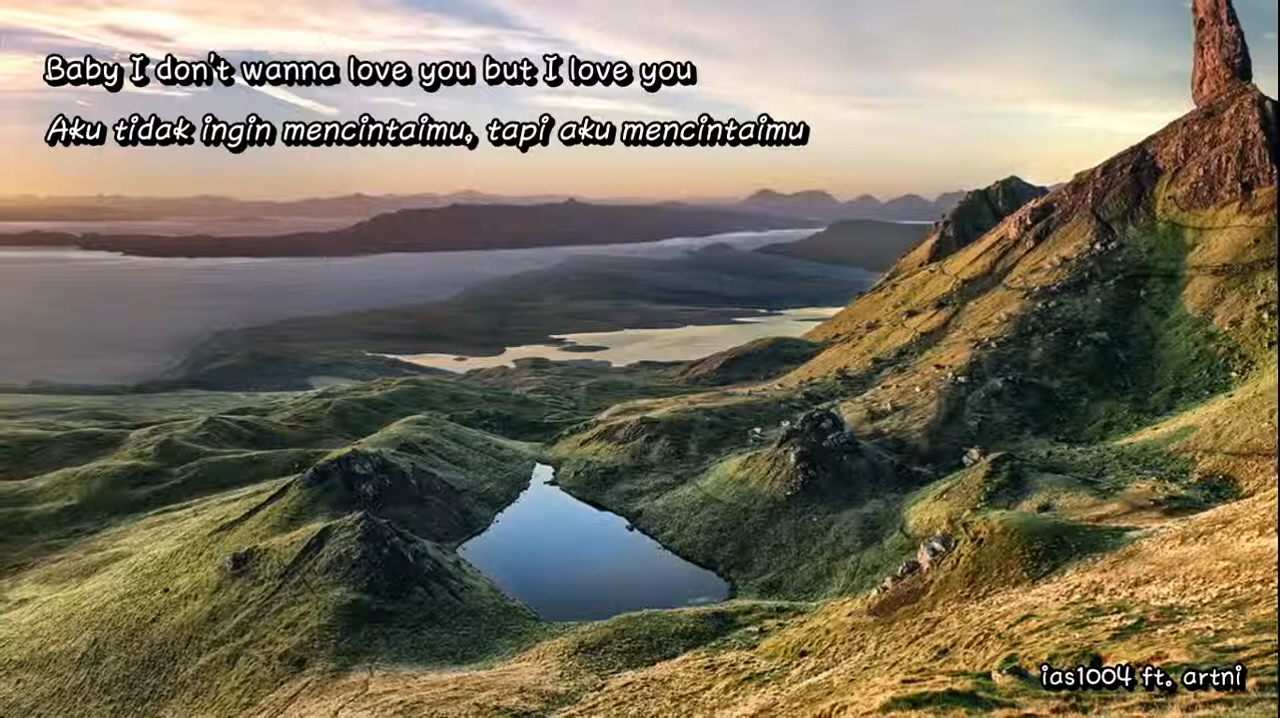 Baby I don't wanna love you but I love you
Aku tidak ingin mencintaimu, tapi aku mencintaimu
ias1004 ft. artni